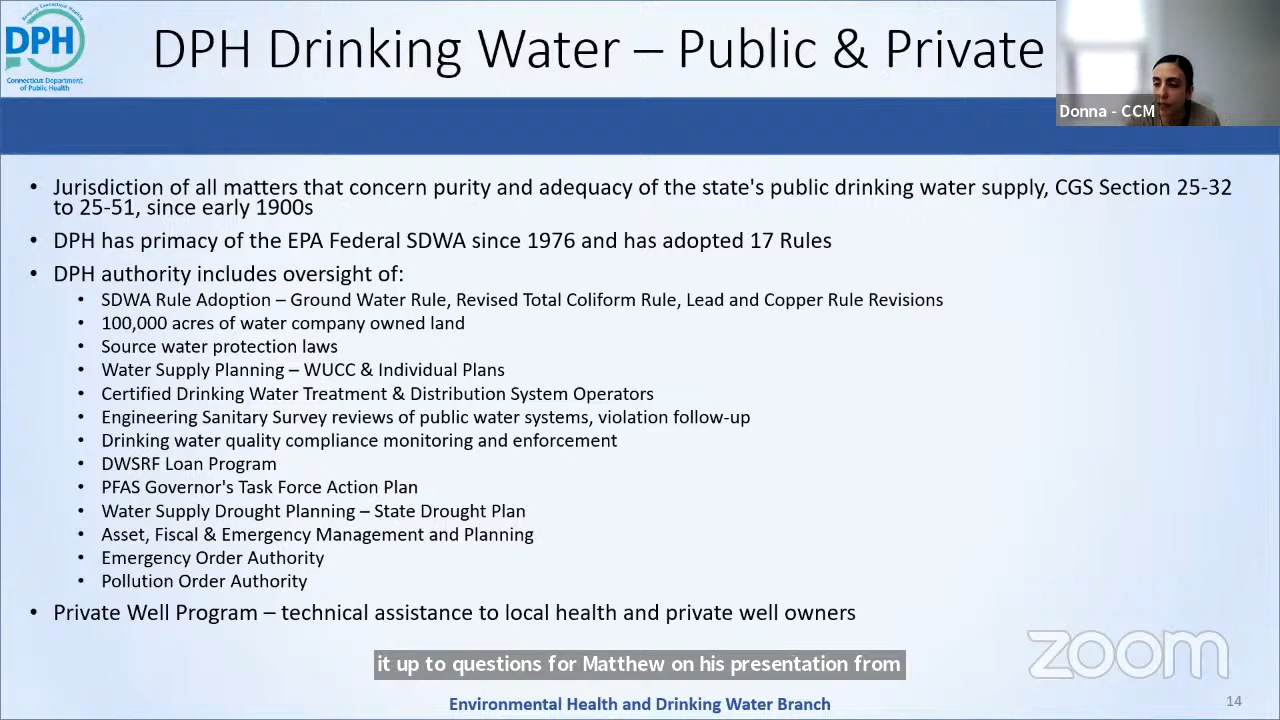 Keeping Connecticut Healthy
DPH
Connecticut Department
of Public Health
DPH Drinking Water – Public & Private
Donna - CCM
• Jurisdiction of all matters that concern purity and adequacy of the state's public drinking water supply, CGS Section 25-32
to 25-51, since early 1900s
• DPH has primacy of the EPA Federal SDWA since 1976 and has adopted 17 Rules
• DPH authority includes oversight of:
• SDWA Rule Adoption – Ground Water Rule, Revised Total Coliform Rule, Lead and Copper Rule Revisions
• 100,000 acres of water company owned land
• Source water protection laws
• Water Supply Planning – WUCC & Individual Plans
• Certified Drinking Water Treatment & Distribution System Operators
• Engineering Sanitary Survey reviews of public water systems, violation follow-up
• Drinking water quality compliance monitoring and enforcement
• DWSRF Loan Program
• PFAS Governor's Task Force Action Plan
• Water Supply Drought Planning – State Drought Plan
• Asset, Fiscal & Emergency Management and Planning
• Emergency Order Authority
• Pollution Order Authority
• Private Well Program – technical assistance to local health and private well owners
zoom
it up to questions for Matthew on his presentation from
Environmental Health and Drinking Water Branch
14